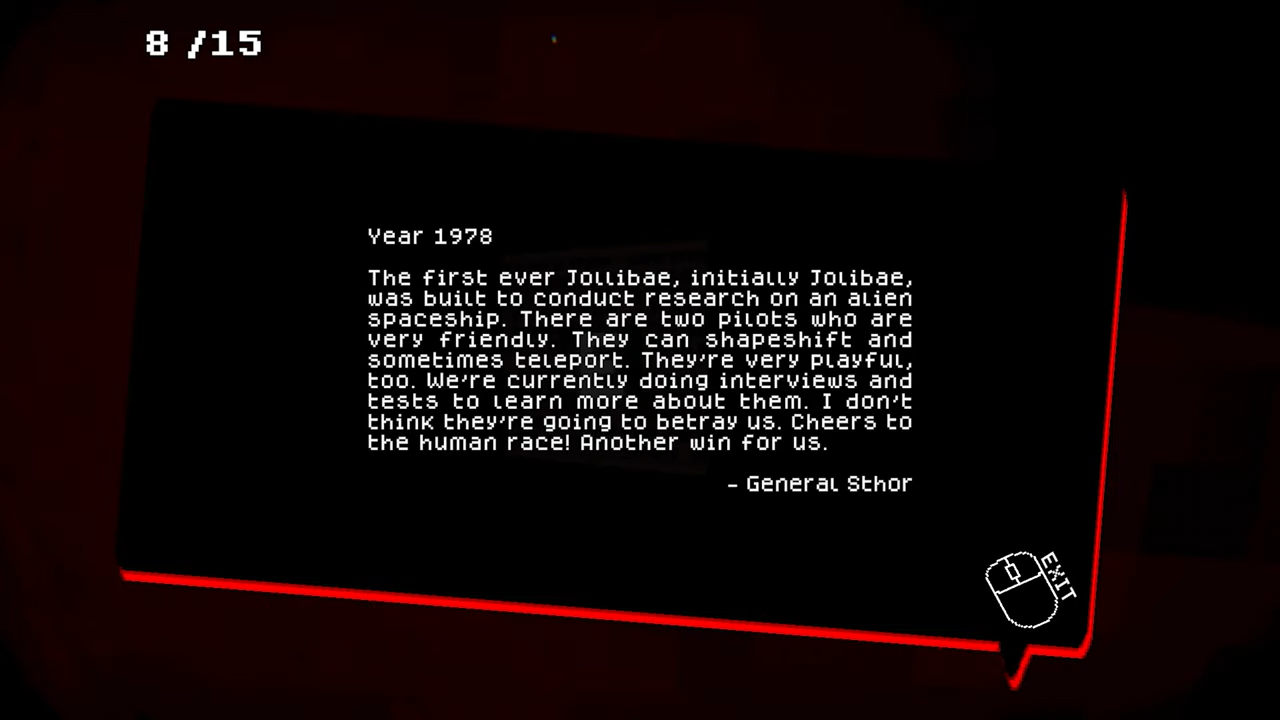 8 /15
Year 1978
The first ever Jollibae, initially Jolibae,
was built to conduct research on an alien
spaceship. There are two pilots who are
very friendly. They can shapeshift and
sometimes teleport. They're very playful,
too. We're currently doing interviews and
tests to learn more about them. I don't
think they're going to betray us. Cheers to
the human race! Another win for us.
- General Sthor
EXIT